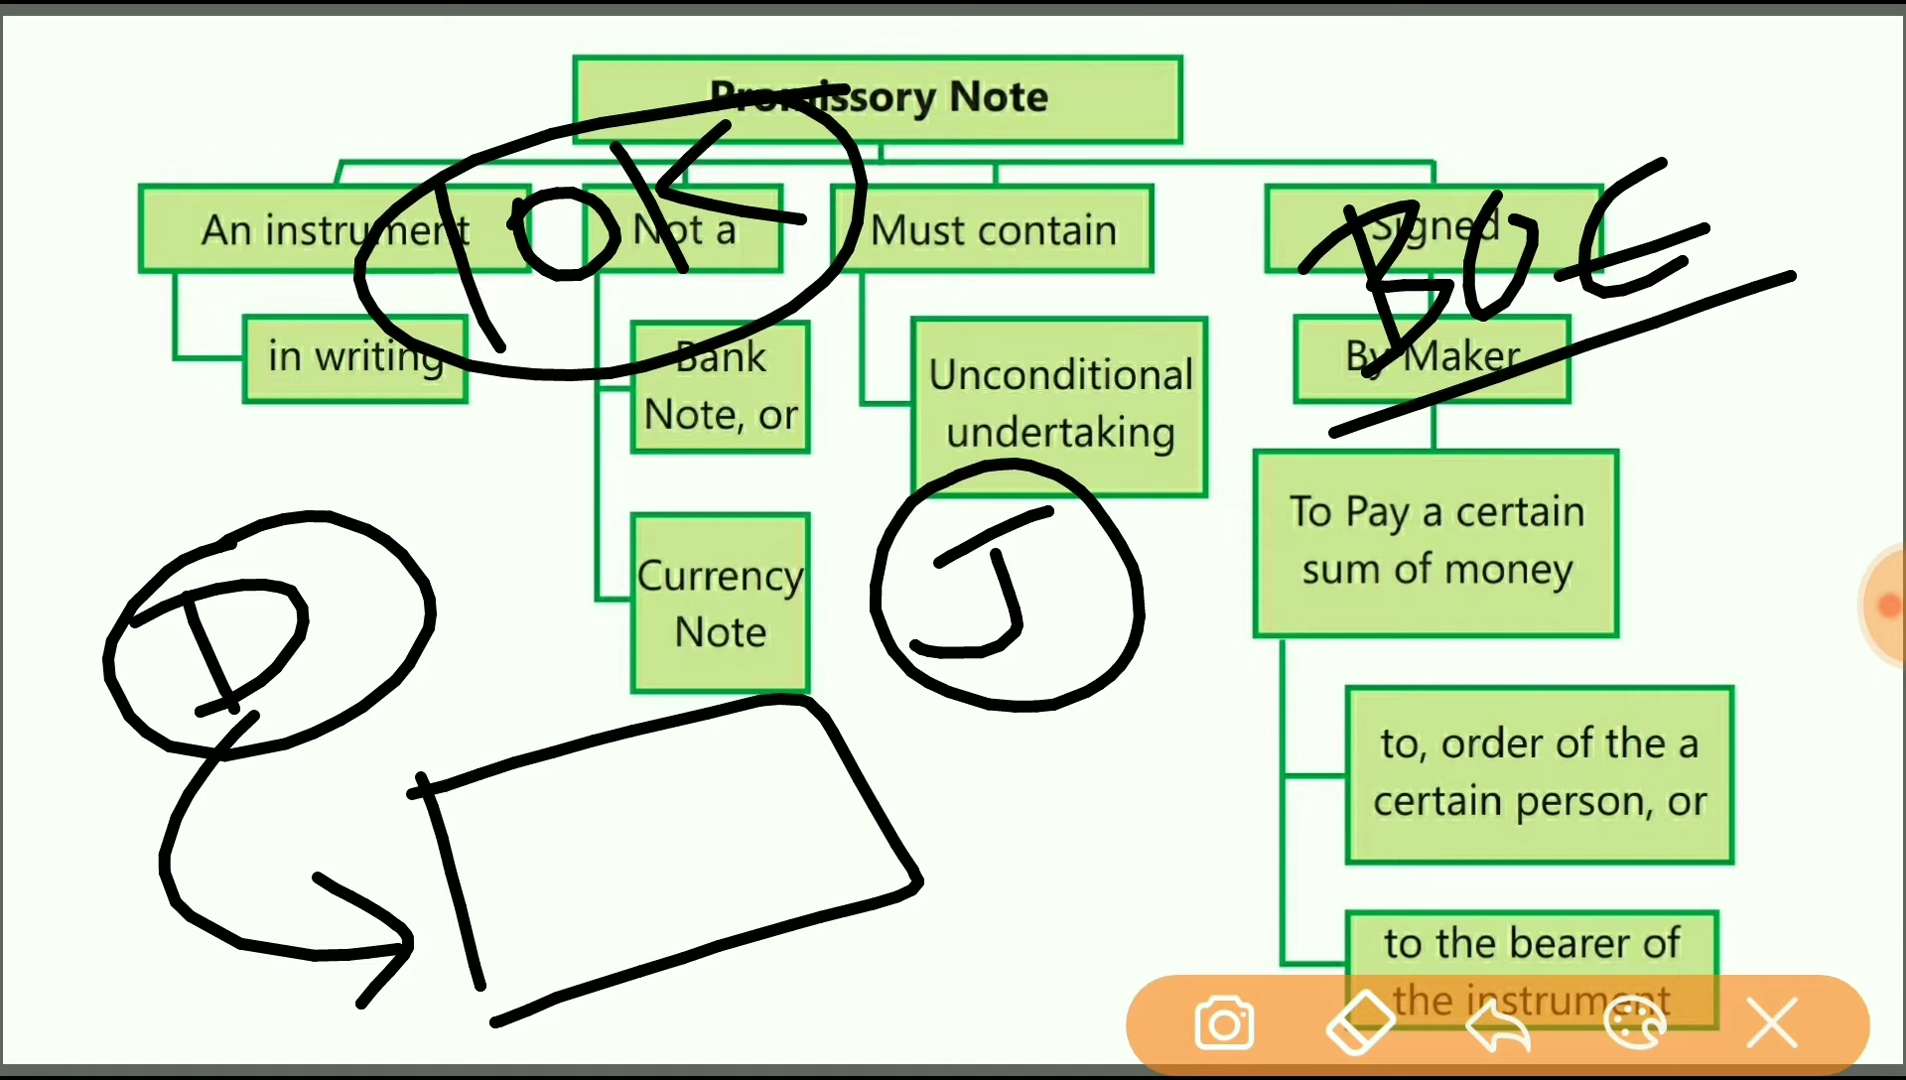 Promissory Note
An instrument
Not a
Must contain
Signed
10K
BOE
in writing
Bank
Note, or
Unconditional
undertaking
By Maker
Currency
Note
To Pay a certain
sum of money
D
J
to, order of the a
certain person, or
to the bearer of
the instrument